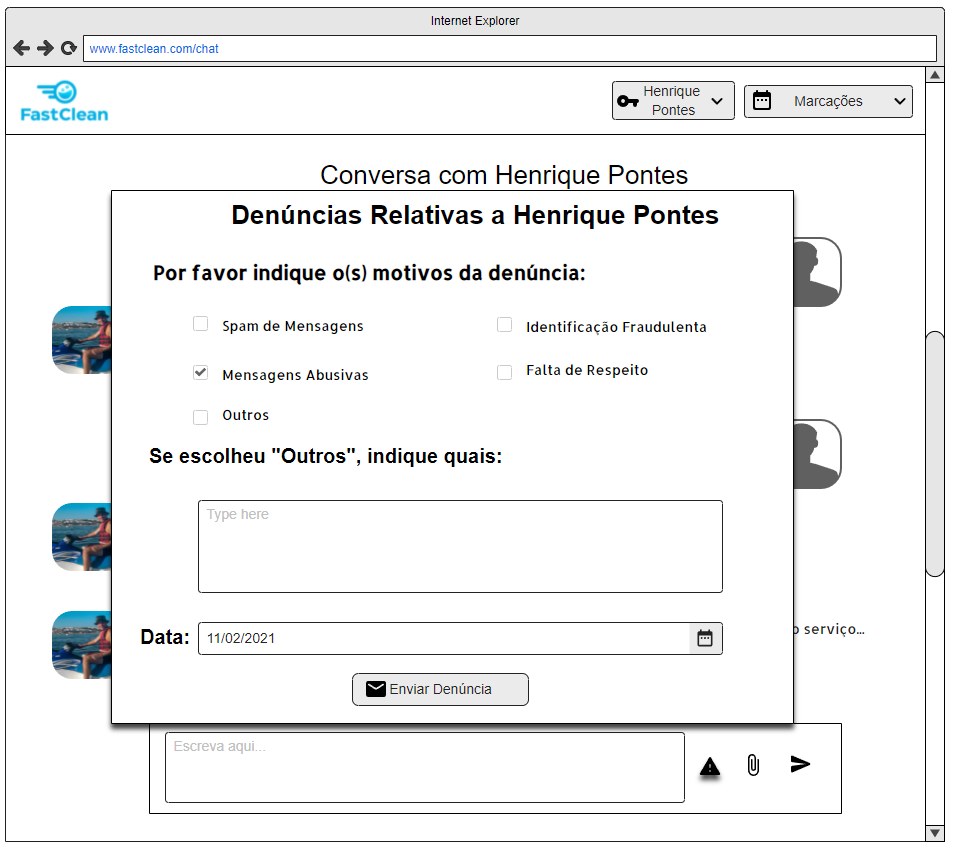 Internet Explorer
www.fastclean.com/chat
FastClean
Henrique
Pontes
Marcações
Conversa com Henrique Pontes
Denúncias Relativas a Henrique Pontes
Por favor indique o(s) motivos da denúncia:
Spam de Mensagens
Identificação Fraudulenta
Mensagens Abusivas
Falta de Respeito
Outros
Se escolheu "Outros", indique quais:
Type here
Data:
11/02/2021
o serviço...
Enviar Denúncia
Escreva aqui...